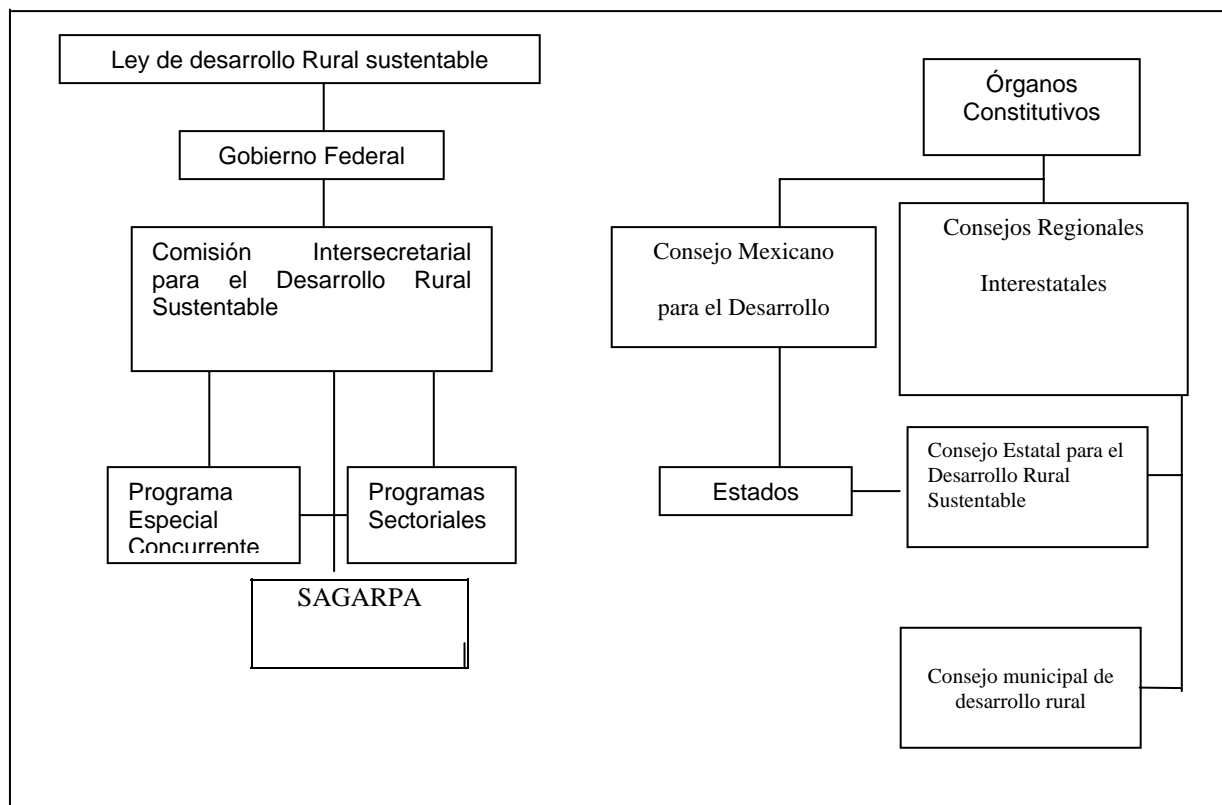 Ley de desarrollo Rural sustentable
Gobierno Federal
Comisión Intersecretarial
para el Desarrollo Rural
Sustentable
Programa
Especial
Concurrente
Programas
Sectoriales
SAGARPA
Órganos
Constitutivos
Consejo Mexicano
para el Desarrollo
Consejos Regionales
Interestatales
Estados
Consejo Estatal para el
Desarrollo Rural
Sustentable
Consejo municipal de
desarrollo rural